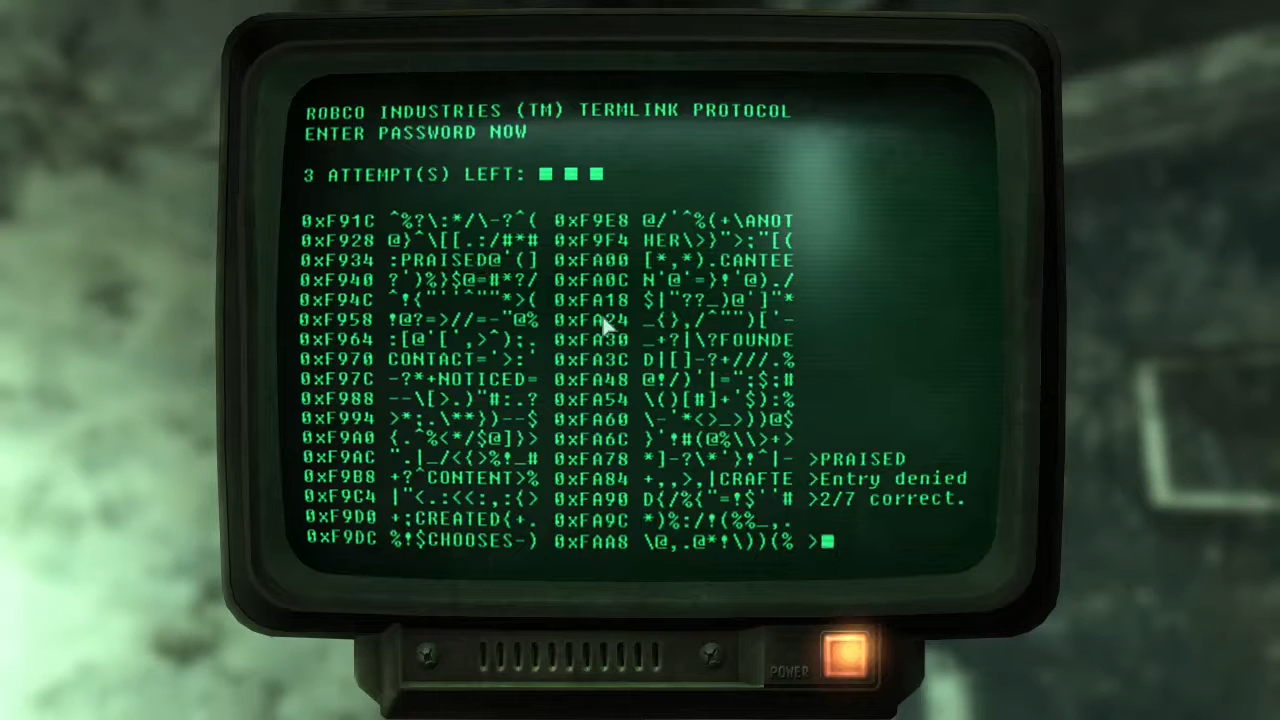 ROBCO INDUSTRIES (TM) TERMLINK PROTOCOL
ENTER PASSWORD NOW
3 ATTEMPT(S) LEFT: ■ ■ ■
0xF91C ^%?\:*/\-?^( 0xF9E8 @/'^%(+\ANOT
0xF928 @}^\[[.:/#*# 0xF9F4 HER\>}">;"[(
0xF934 :PRAISED@'(] 0xFA00 [*,*).CANTEE
0xF940 ?')%}$@=#*?/ 0xFA0C N'@'=}!'@)./
0xF94C ^!{"''^""*>( 0xFA18 $|"??_)@']"*
0xF958 !@?=>//=-"@% 0xFA24 _{},/^"")['-
0xF964 :[@'[',>^);. 0xFA30 _+?|\?FOUNDE
0xF970 CONTACT='>:' 0xFA3C D|[]-?+///.%
0xF97C -?*+NOTICED= 0xFA48 @!/)'|=";$:#
0xF988 --\[>.)"#:.? 0xFA54 \()[#]+'$):%
0xF994 >*;.\**})--$ 0xFA60 \-'*<>_>))@$
0xF9A0 {.^%<*/$@]}> 0xFA6C }'!#(@%\\>+>
0xF9AC ".|_/<{>%!_# 0xFA78 *]-?\*'}!^|- >PRAISED
0xF9B8 +?^CONTENT>% 0xFA84 +,,>,|CRAFTE >Entry denied
0xF9C4 |"<.:<<:,:{> 0xFA90 D{/%{"=!$''# >2/7 correct.
0xF9D0 +;CREATED{+. 0xFA9C *)%:/!(%%_,.
0xF9DC %!$CHOOSES-) 0xFAA8 \@,.@*!\))(% >■
POWER